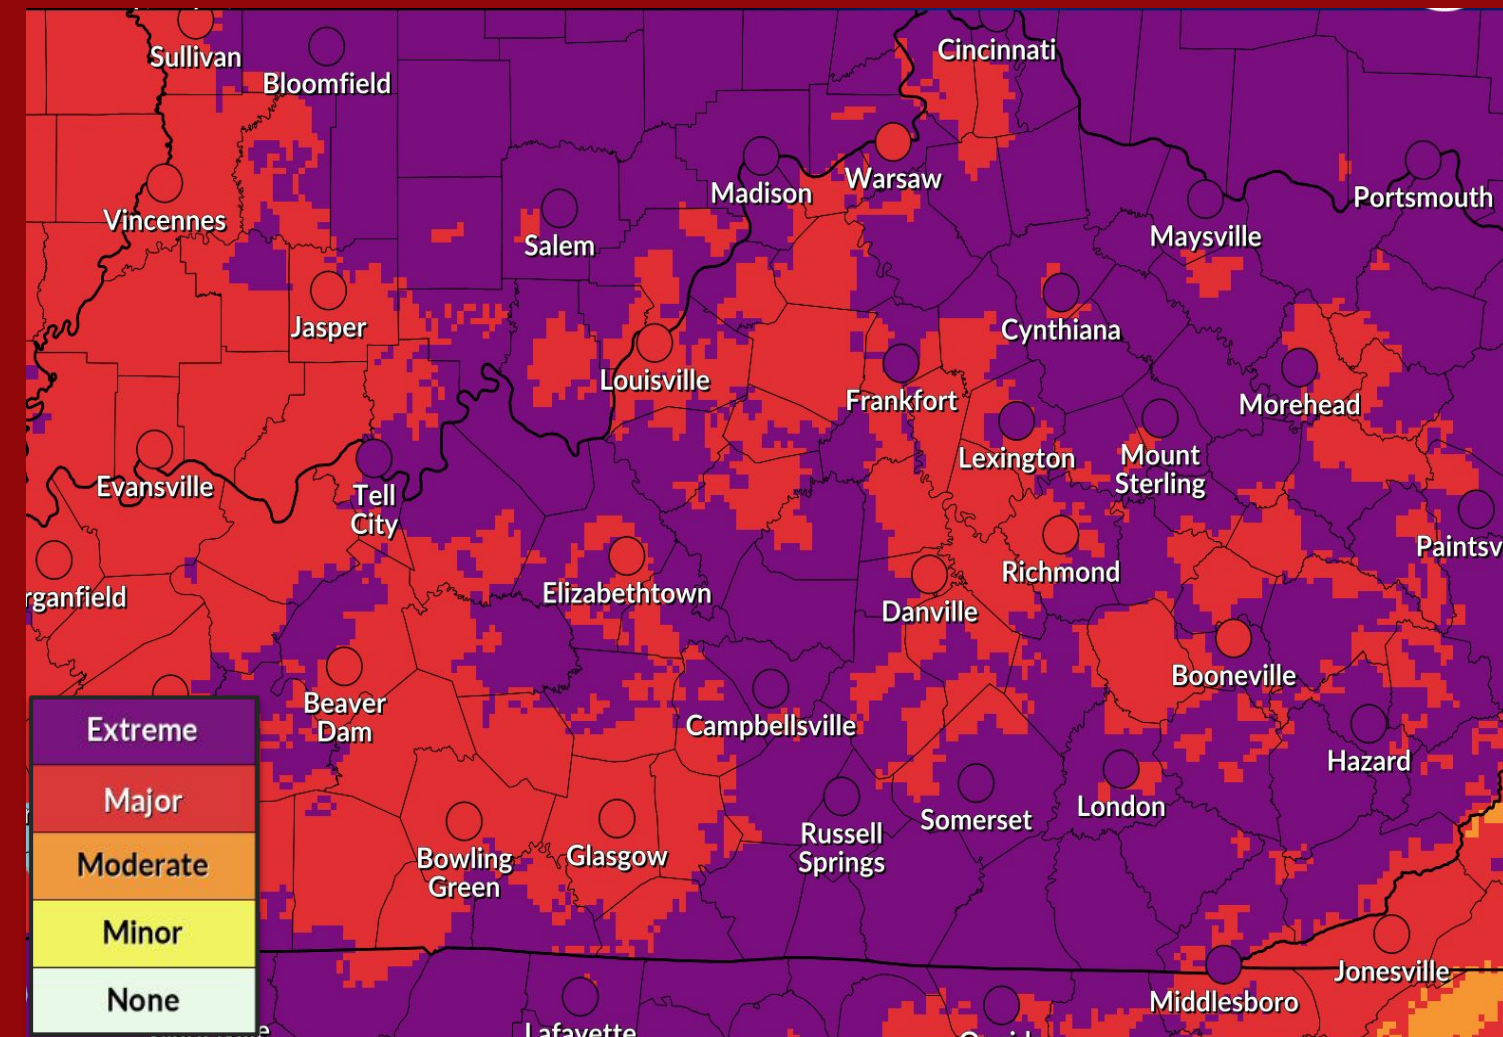 Cincinnati
Sullivan
Bloomfield
Madison
Warsaw
Portsmouth
Vincennes
Salem
Maysville
Jasper
Cynthiana
Louisville
Frankfort
Morehead
Lexington
Mount
Sterling
Evansville
Tell
City
Richmond
Elizabethtown
Danville
Booneville
Beaver
Dam
Campbellsville
Hazard
London
Somerset
Russell
Springs
Bowling
Green
Glasgow
Jonesville
Middlesboro
Lafayette
Extreme
Major
Moderate
Minor
None